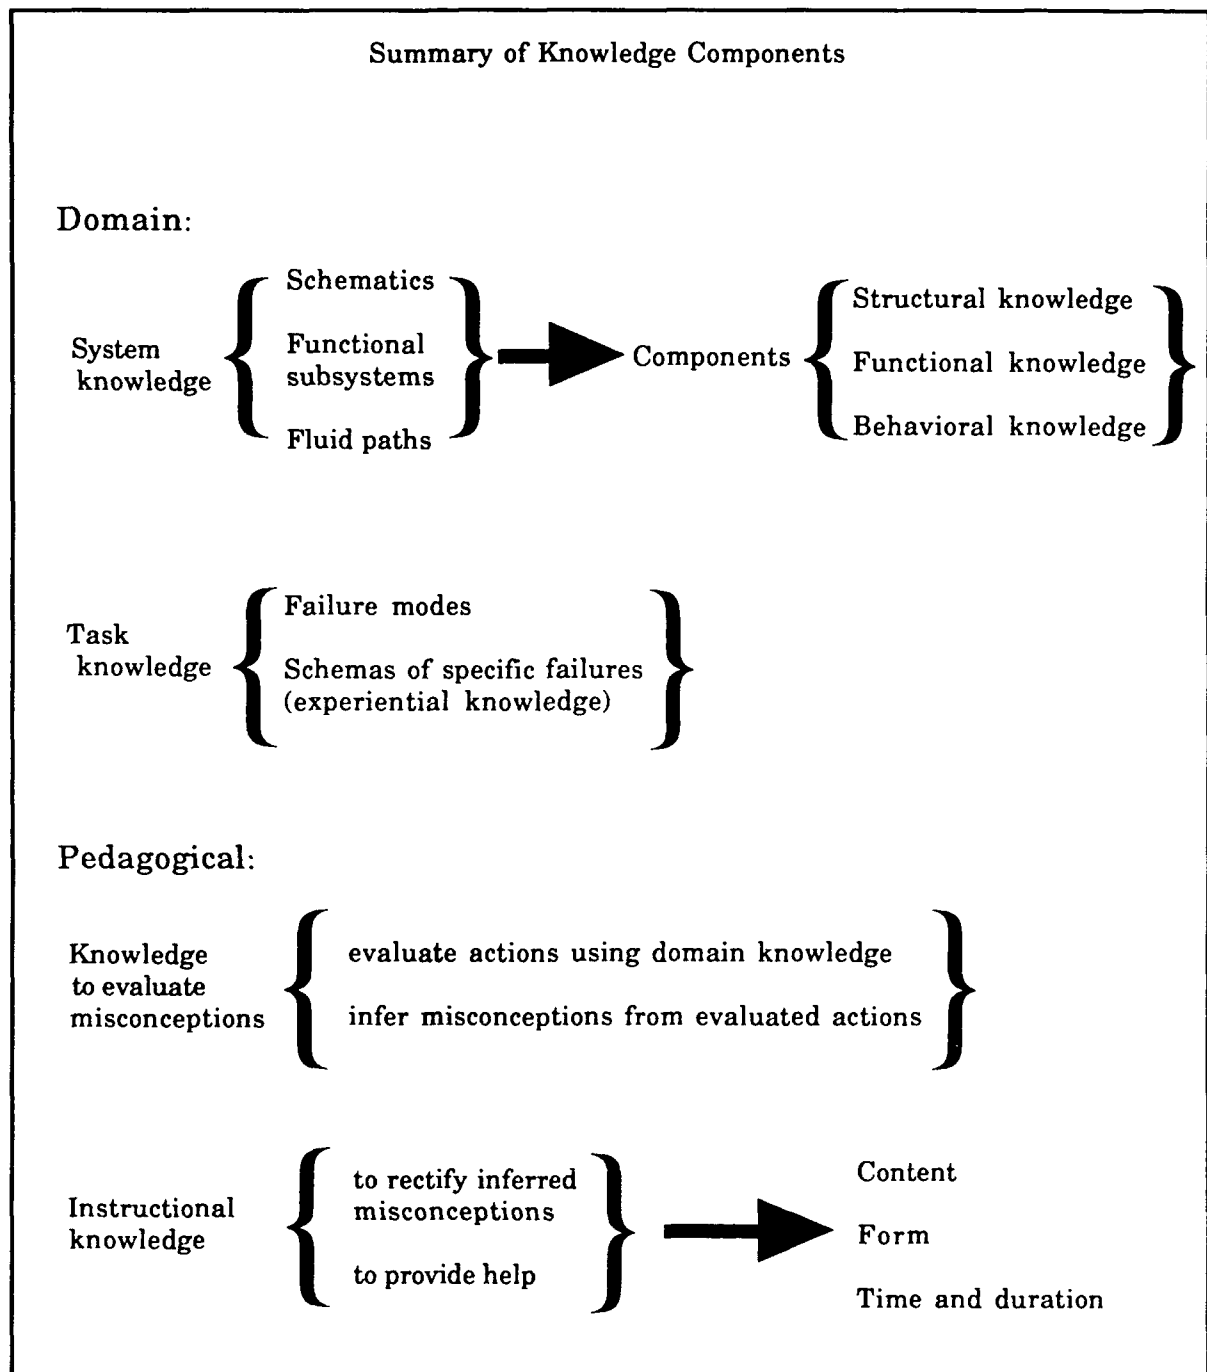 Summary of Knowledge Components
Domain:
System
knowledge
Schematics
Functional
subsystems
Fluid paths
Components
Structural knowledge
Functional knowledge
Behavioral knowledge
Task
knowledge
Failure modes
Schemas of specific failures
(experiential knowledge)
Pedagogical:
Knowledge
to evaluate
misconceptions
evaluate actions using domain knowledge
infer misconceptions from evaluated actions
Instructional
knowledge
to rectify inferred
misconceptions
to provide help
Content
Form
Time and duration